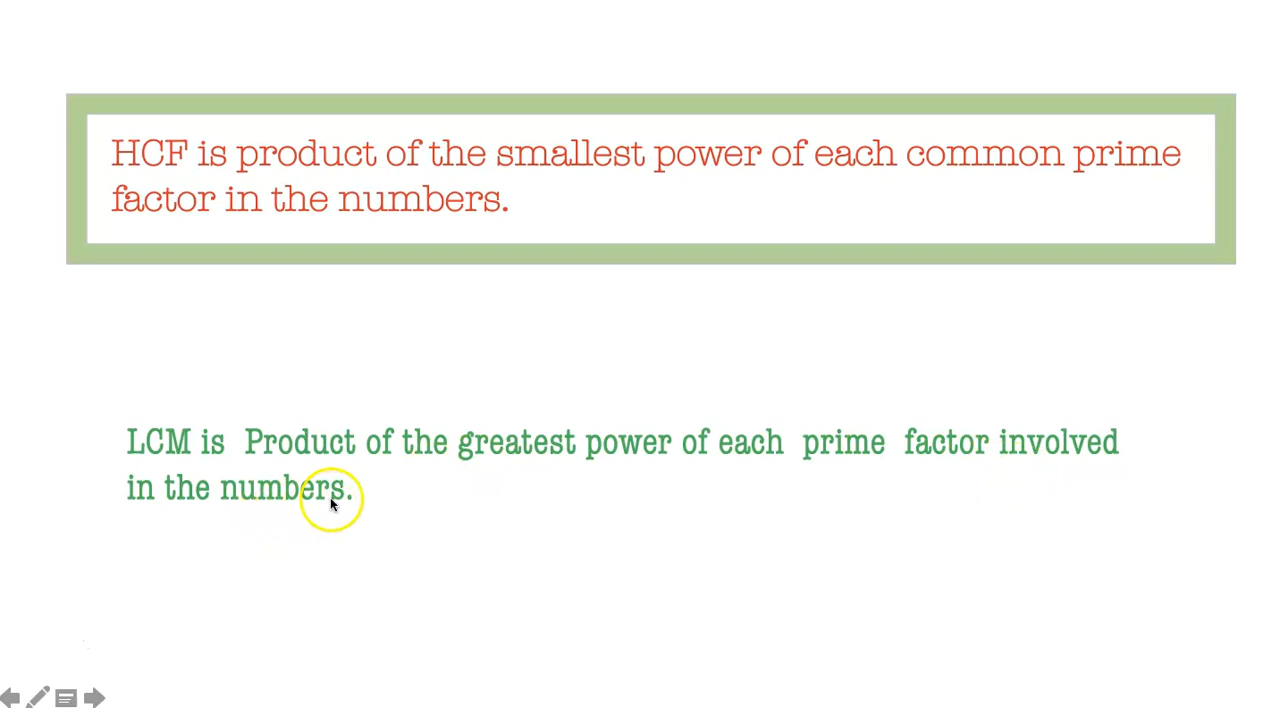 HCF is product of the smallest power of each common prime
factor in the numbers.
LCM is Product of the greatest power of each prime factor involved
in the numbers.